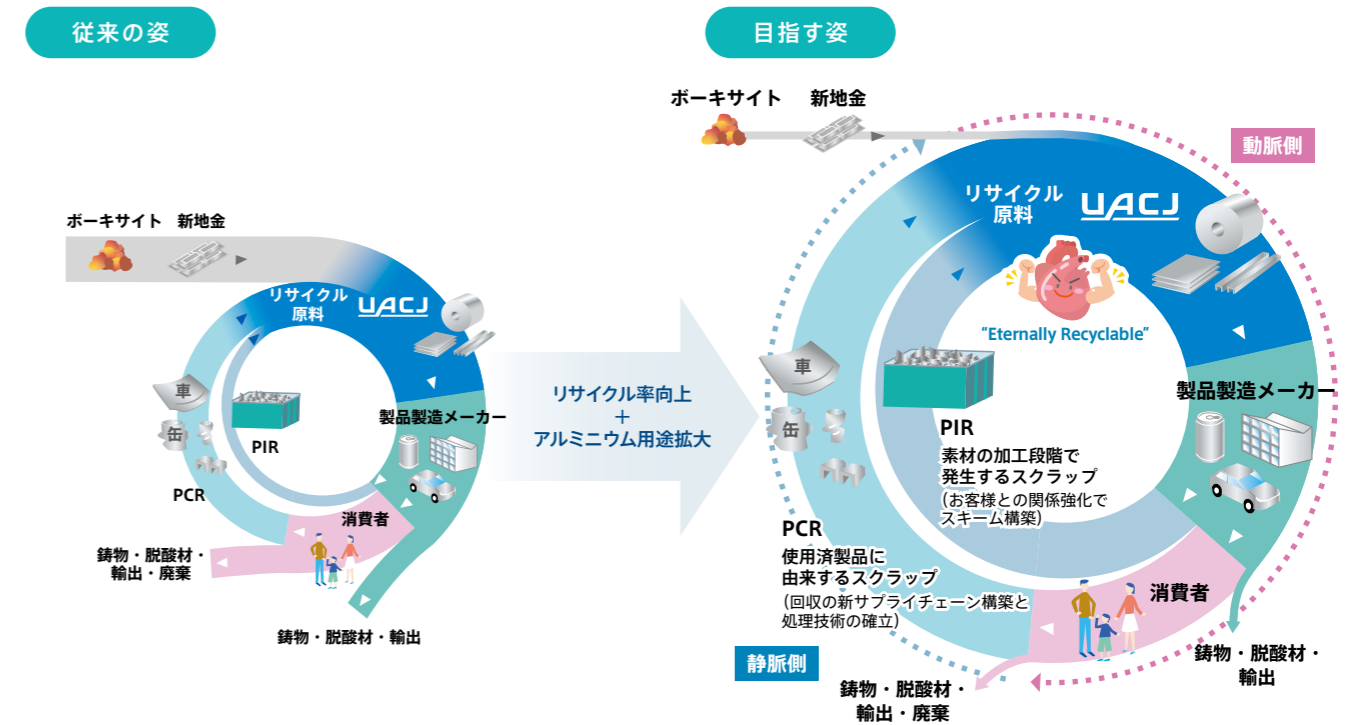 従来の姿
ボーキサイト 新地金
リサイクル
原料
UACJ
車
缶
PIR
製品製造メーカー
PCR
消費者
鋳物・脱酸材・
輸出・廃棄
鋳物・脱酸材・輸出
リサイクル率向上
+
アルミニウム用途拡大
目指す姿
ボーキサイト 新地金
動脈側
リサイクル
原料
UACJ
“Eternally Recyclable”
車
缶
製品製造メーカー
PIR
素材の加工段階で
発生するスクラップ
(お客様との関係強化で
スキーム構築)
PCR
使用済製品に
由来するスクラップ
(回収の新サプライチェーン構築と
処理技術の確立)
消費者
静脈側
鋳物・脱酸材・
輸出
鋳物・脱酸材・
輸出・廃棄